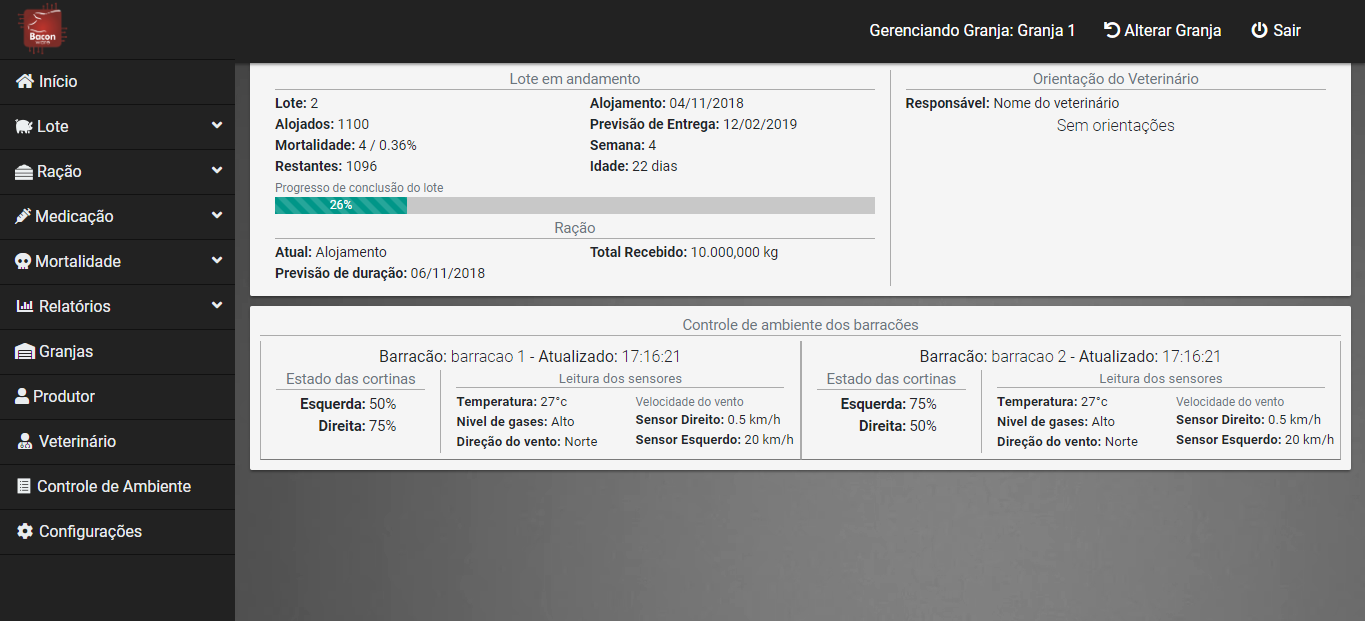 Bacon
Gerenciando Granja: Granja 1
Alterar Granja
Sair
Início
Lote
Ração
Medicação
Mortalidade
Relatórios
Granjas
Produtor
Veterinário
Controle de Ambiente
Configurações
Lote em andamento
Lote: 2
Alojados: 1100
Mortalidade: 4 / 0.36%
Restantes: 1096
Alojamento: 04/11/2018
Previsão de Entrega: 12/02/2019
Semana: 4
Idade: 22 dias
Progresso de conclusão do lote
26%
Ração
Atual: Alojamento
Previsão de duração: 06/11/2018
Total Recebido: 10.000,000 kg
Orientação do Veterinário
Responsável: Nome do veterinário
Sem orientações
Controle de ambiente dos barracões
Barracão: barracao 1 - Atualizado: 17:16:21
Estado das cortinas
Esquerda: 50%
Direita: 75%
Leitura dos sensores
Temperatura: 27°c
Nivel de gases: Alto
Direção do vento: Norte
Velocidade do vento
Sensor Direito: 0.5 km/h
Sensor Esquerdo: 20 km/h
Barracão: barracao 2 - Atualizado: 17:16:21
Estado das cortinas
Esquerda: 75%
Direita: 50%
Leitura dos sensores
Temperatura: 27°c
Nivel de gases: Alto
Direção do vento: Norte
Velocidade do vento
Sensor Direito: 0.5 km/h
Sensor Esquerdo: 20 km/h